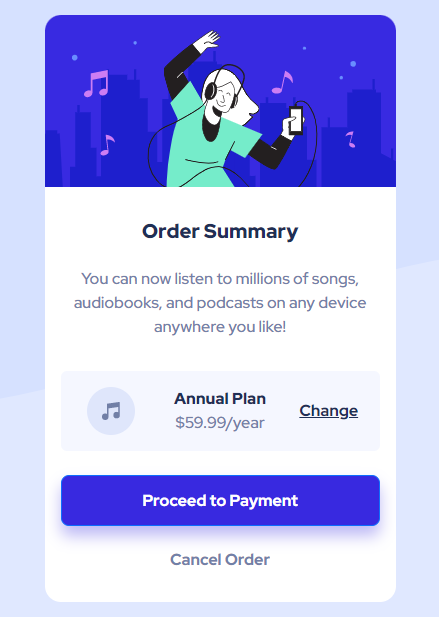 Order Summary
You can now listen to millions of songs,
audiobooks, and podcasts on any device
anywhere you like!
Annual Plan
$59.99/year
Change
Proceed to Payment
Cancel Order